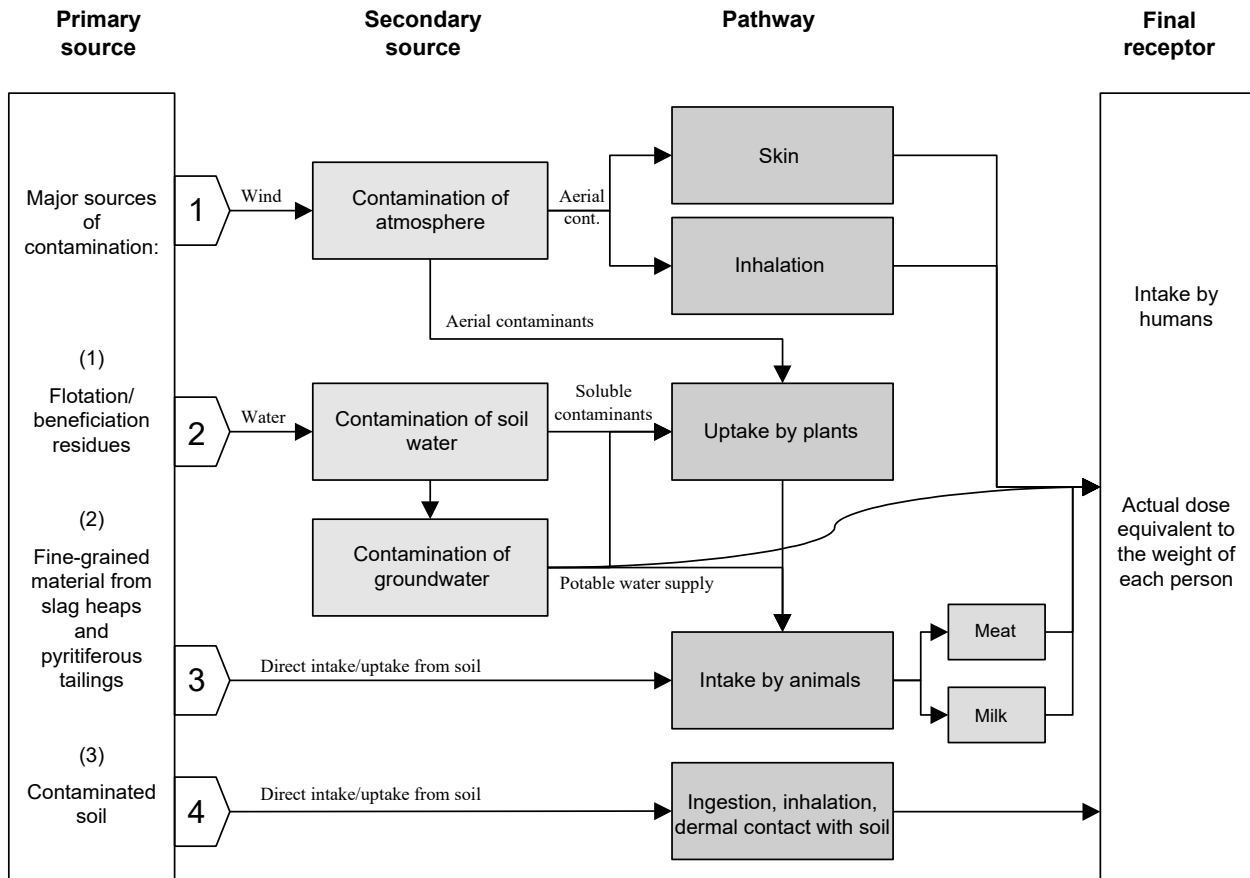 Primary
source
Secondary
source
Pathway
Final
receptor
Major sources
of
contamination:
(1)
Flotation/
beneficiation
residues
(2)
Fine-grained
material from
slag heaps
and
pyritiferous
tailings
(3)
Contaminated
soil
1
Wind
Contamination of
atmosphere
Aerial
cont.
Skin
Inhalation
Aerial contaminants
2
Water
Contamination of soil
water
Soluble
contaminants
Uptake by plants
Contamination of
groundwater
Potable water supply
3
Direct intake/uptake from soil
Intake by animals
Meat
Milk
4
Direct intake/uptake from soil
Ingestion, inhalation,
dermal contact with soil
Intake by
humans
Actual dose
equivalent to
the weight of
each person